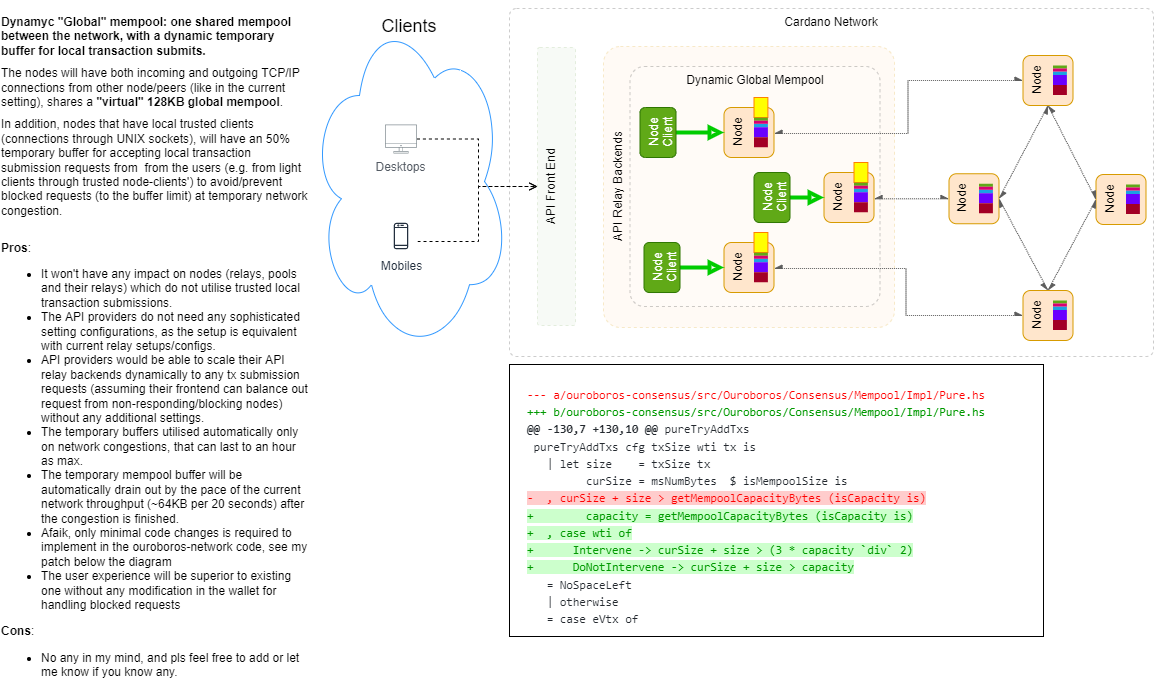 Dynamyc "Global" mempool: one shared mempool
between the network, with a dynamic temporary
buffer for local transaction submits.
The nodes will have both incoming and outgoing TCP/IP
connections from other node/peers (like in the current
setting), shares a "virtual" 128KB global mempool.
In addition, nodes that have local trusted clients
(connections through UNIX sockets), will have an 50%
temporary buffer for accepting local transaction
submission requests from  from the users (e.g. from light
clients through trusted node-clients') to avoid/prevent
blocked requests (to the buffer limit) at temporary network
congestion.
Pros:
• It won't have any impact on nodes (relays, pools
and their relays) which do not utilise trusted local
transaction submissions.
• The API providers do not need any sophisticated
setting configurations, as the setup is equivalent
with current relay setups/configs.
• API providers would be able to scale their API
relay backends dynamically to any tx submission
requests (assuming their frontend can balance out
request from non-responding/blocking nodes)
without any additional settings.
• The temporary buffers utilised automatically only
on network congestions, that can last to an hour
as max.
• The temporary mempool buffer will be
automatically drain out by the pace of the current
network throughput (~64KB per 20 seconds) after
the congestion is finished.
• Afaik, only minimal code changes is required to
implement in the ouroboros-network code, see my
patch below the diagram
• The user experience will be superior to existing
one without any modification in the wallet for
handling blocked requests
Cons:
• No any in my mind, and pls feel free to add or let
me know if you know any.
Clients
Desktops
Mobiles
Cardano Network
API Front End
API Relay Backends
Dynamic Global Mempool
Node
Client
Node
Node
Client
Node
Node
Client
Node
Node
Node
Node
Node
--- a/ouroboros-consensus/src/Ouroboros/Consensus/Mempool/Impl/Pure.hs
+++ b/ouroboros-consensus/src/Ouroboros/Consensus/Mempool/Impl/Pure.hs
@@ -130,7 +130,10 @@ pureTryAddTxs
 pureTryAddTxs cfg txSize wti tx is
   | let size    = txSize tx
         curSize = msNumBytes  $ isMempoolSize is
-  , curSize + size > getMempoolCapacityBytes (isCapacity is)
+        capacity = getMempoolCapacityBytes (isCapacity is)
+  , case wti of
+      Intervene -> curSize + size > (3 * capacity `div` 2)
+      DoNotIntervene -> curSize + size > capacity
   = NoSpaceLeft
   | otherwise
   = case eVtx of